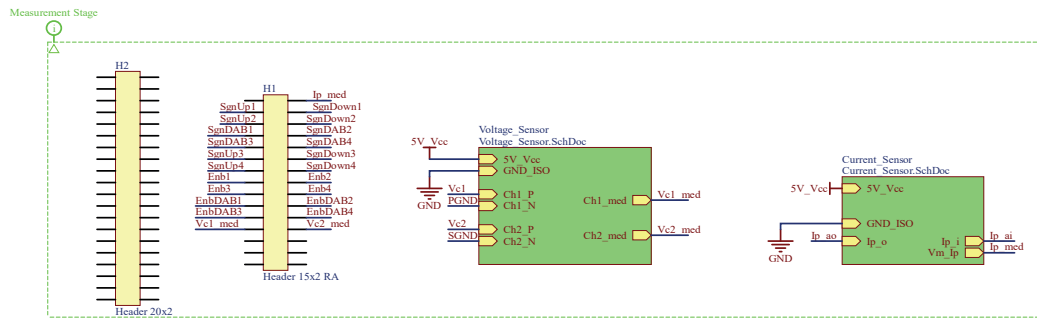 Measurement Stage
i
H2
Header 20x2
H1
Ip_med
SgnUp1 SgnDown1
SgnUp2 SgnDown2
SgnDAB1 SgnDAB2
SgnDAB3 SgnDAB4
SgnUp3 SgnDown3
SgnUp4 SgnDown4
Enb1 Enb2
Enb3 Enb4
EnbDAB1 EnbDAB2
EnbDAB3 EnbDAB4
Vc1_med Vc2_med
Header 15x2 RA
Voltage_Sensor
Voltage_Sensor.SchDoc
5V_Vcc 5V_Vcc
GND_ISO
GND
Vc1 Ch1_P Ch1_med Vc1_med
PGND Ch1_N
Vc2 Ch2_P Ch2_med Vc2_med
SGND Ch2_N
Current_Sensor
Current_Sensor.SchDoc
5V_Vcc 5V_Vcc
GND_ISO
GND
Ip_ao Ip_o Ip_i Ip_ai
Vm_Ip Ip_med